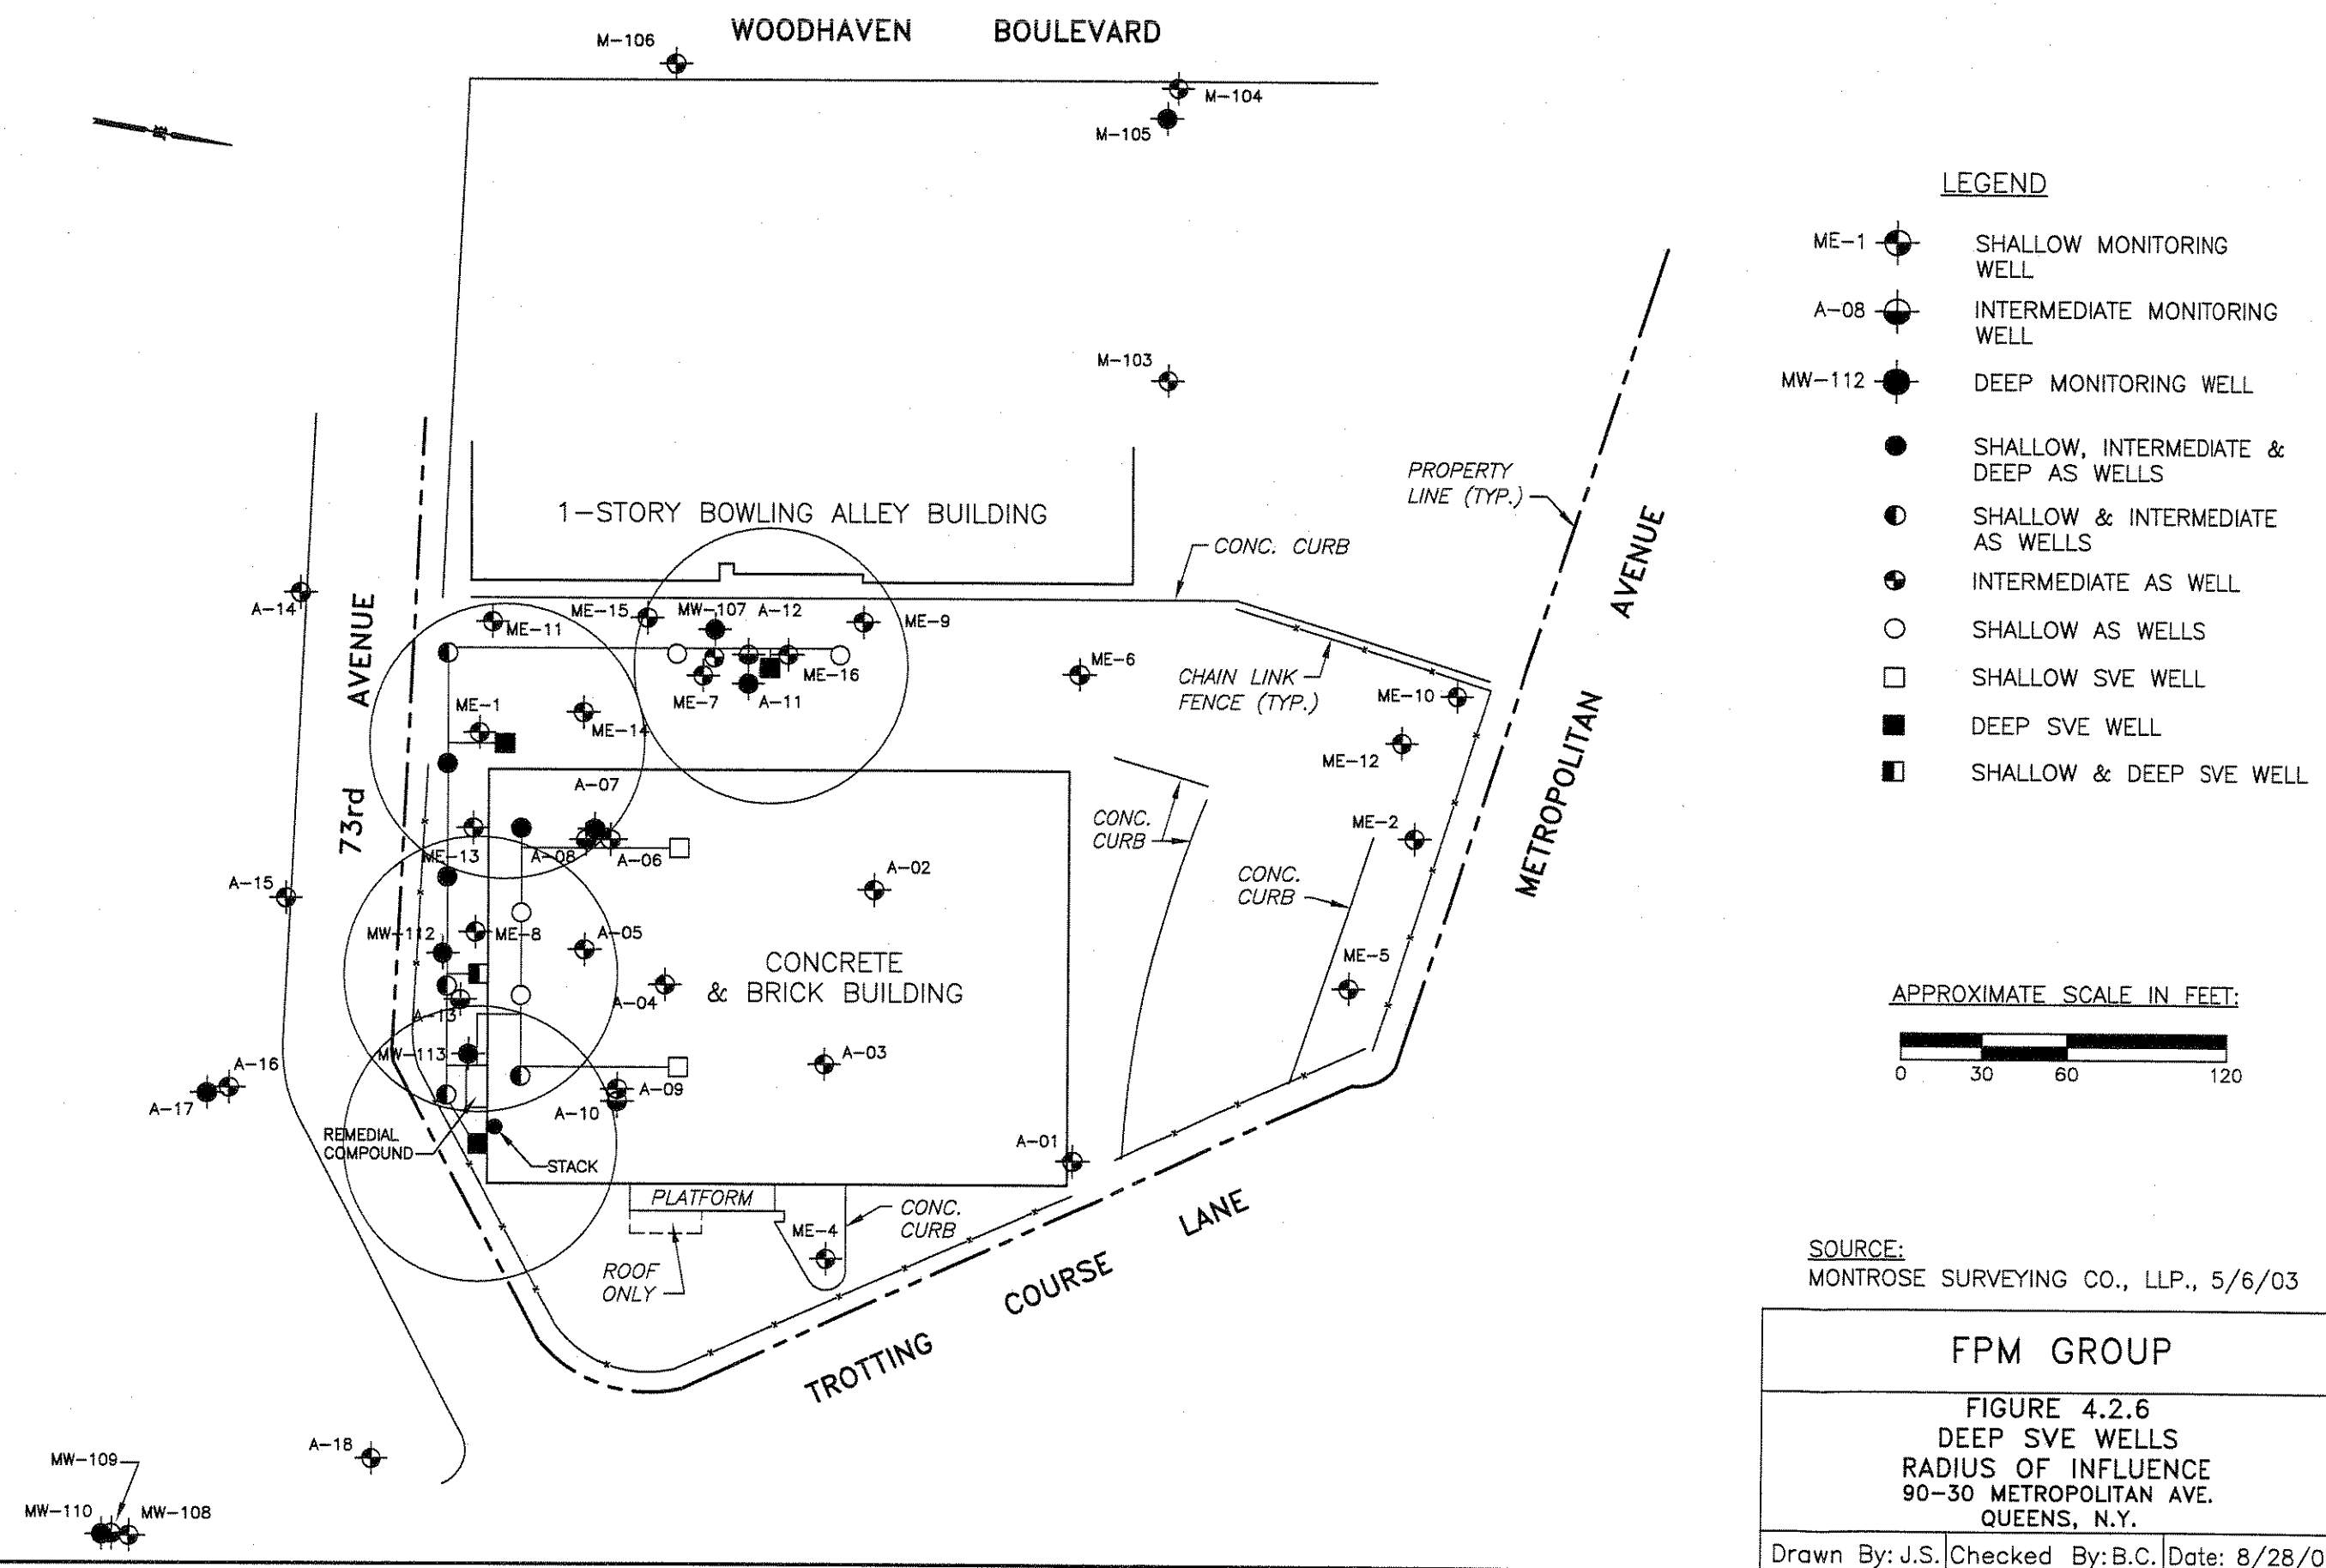 WOODHAVEN BOULEVARD
M-106
M-104
M-105
M-103
LEGEND
ME-1 SHALLOW MONITORING
WELL
A-08 INTERMEDIATE MONITORING
WELL
MW-112 DEEP MONITORING WELL
SHALLOW, INTERMEDIATE &
DEEP AS WELLS
SHALLOW & INTERMEDIATE
AS WELLS
INTERMEDIATE AS WELL
SHALLOW AS WELLS
SHALLOW SVE WELL
DEEP SVE WELL
SHALLOW & DEEP SVE WELL
PROPERTY
LINE (TYP.)
1-STORY BOWLING ALLEY BUILDING
CONC. CURB
A-14
73rd AVENUE
METROPOLITAN AVENUE
ME-11
ME-15
MW-107
A-12
ME-9
ME-6
ME-7
A-11
ME-16
CHAIN LINK
FENCE (TYP.)
ME-10
ME-1
ME-14
ME-12
A-07
CONC.
CURB
ME-2
ME-13
A-08
A-06
A-02
A-15
CONC.
CURB
MW-112
ME-8
A-05
ME-5
CONCRETE
& BRICK BUILDING
A-04
A-13
MW-113
A-03
A-16
A-17
A-09
A-10
REMEDIAL
COMPOUND
STACK
A-01
PLATFORM
CONC.
CURB
ME-4
ROOF
ONLY
TROTTING COURSE LANE
A-18
MW-109
MW-110
MW-108
APPROXIMATE SCALE IN FEET:
0 30 60 120
SOURCE:
MONTROSE SURVEYING CO., LLP., 5/6/03
FPM GROUP
FIGURE 4.2.6
DEEP SVE WELLS
RADIUS OF INFLUENCE
90-30 METROPOLITAN AVE.
QUEENS, N.Y.
Drawn By: J.S. Checked By: B.C. Date: 8/28/0